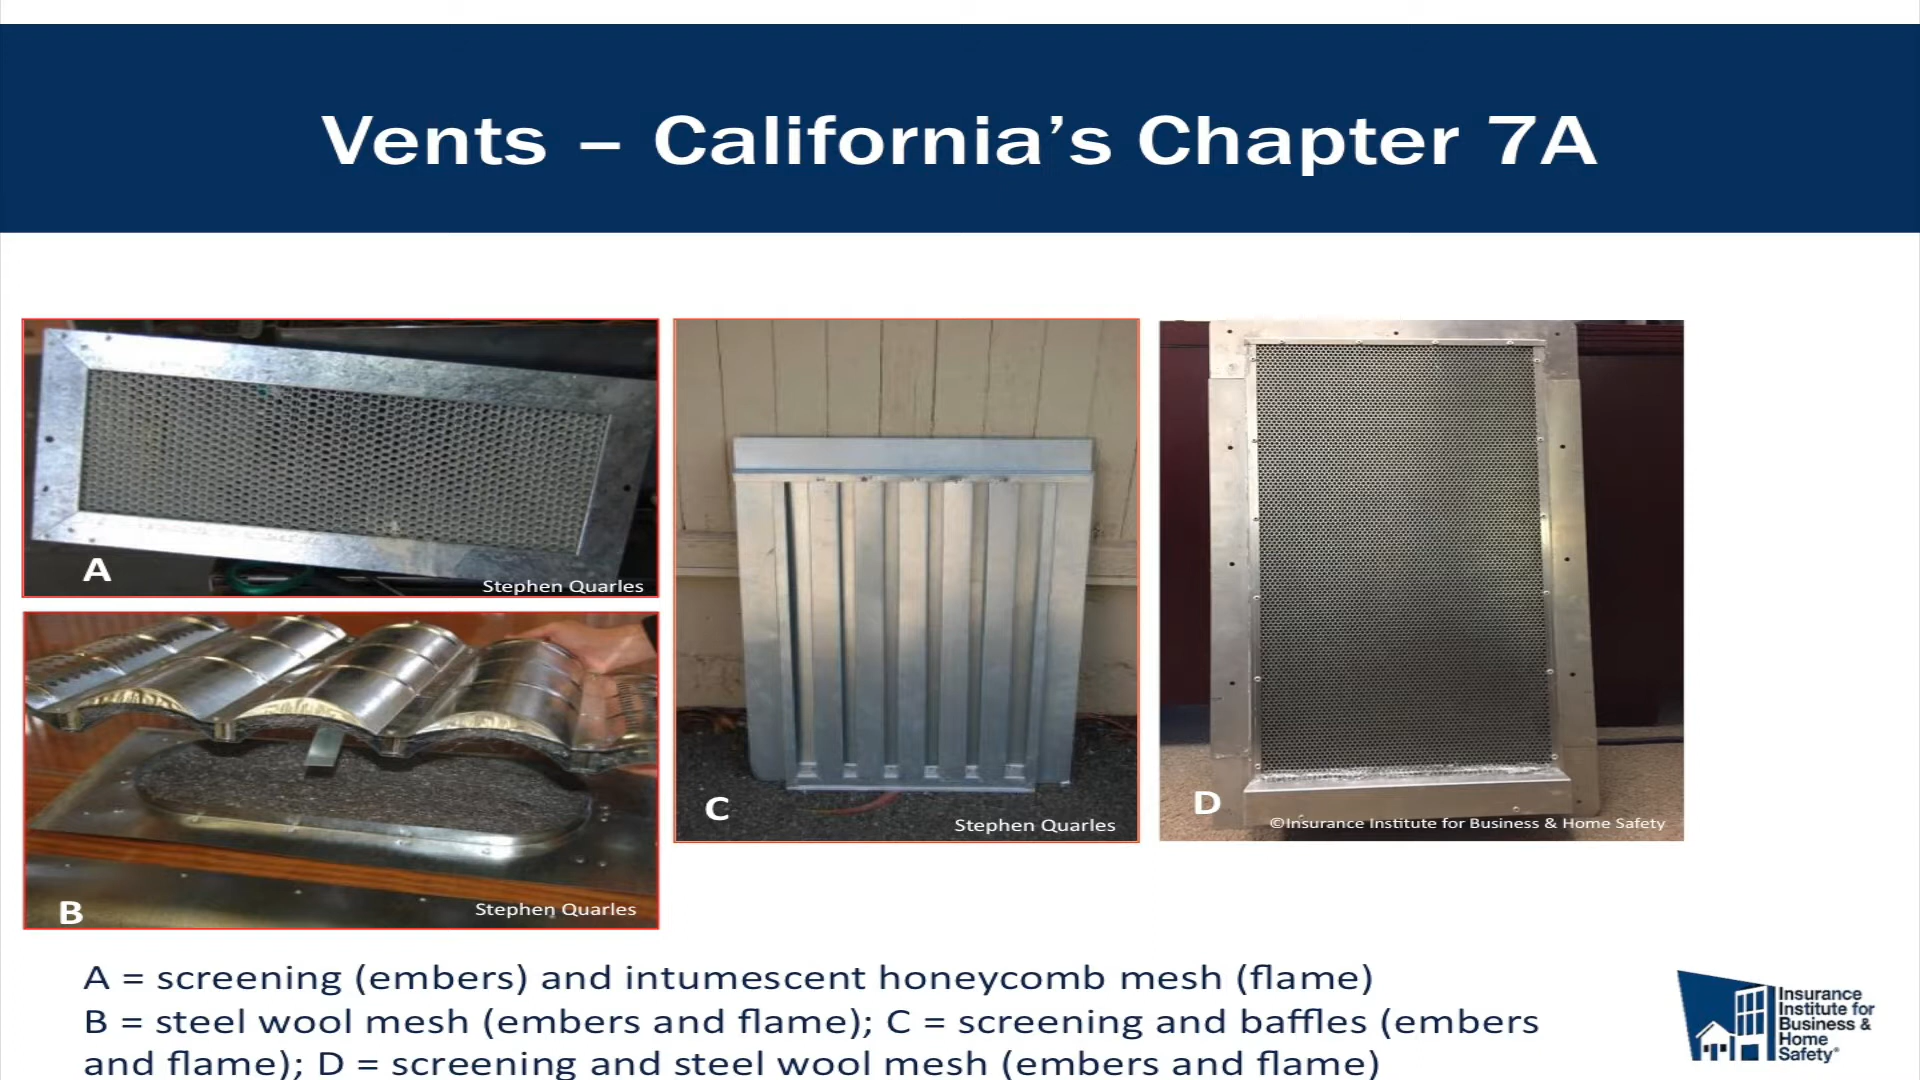 Vents – California’s Chapter 7A
A
Stephen Quarles
B
Stephen Quarles
C
Stephen Quarles
D
©Insurance Institute for Business & Home Safety
A = screening (embers) and intumescent honeycomb mesh (flame)
B = steel wool mesh (embers and flame); C = screening and baffles (embers
and flame); D = screening and steel wool mesh (embers and flame)
Insurance
Institute for
Business &
Home
Safety®